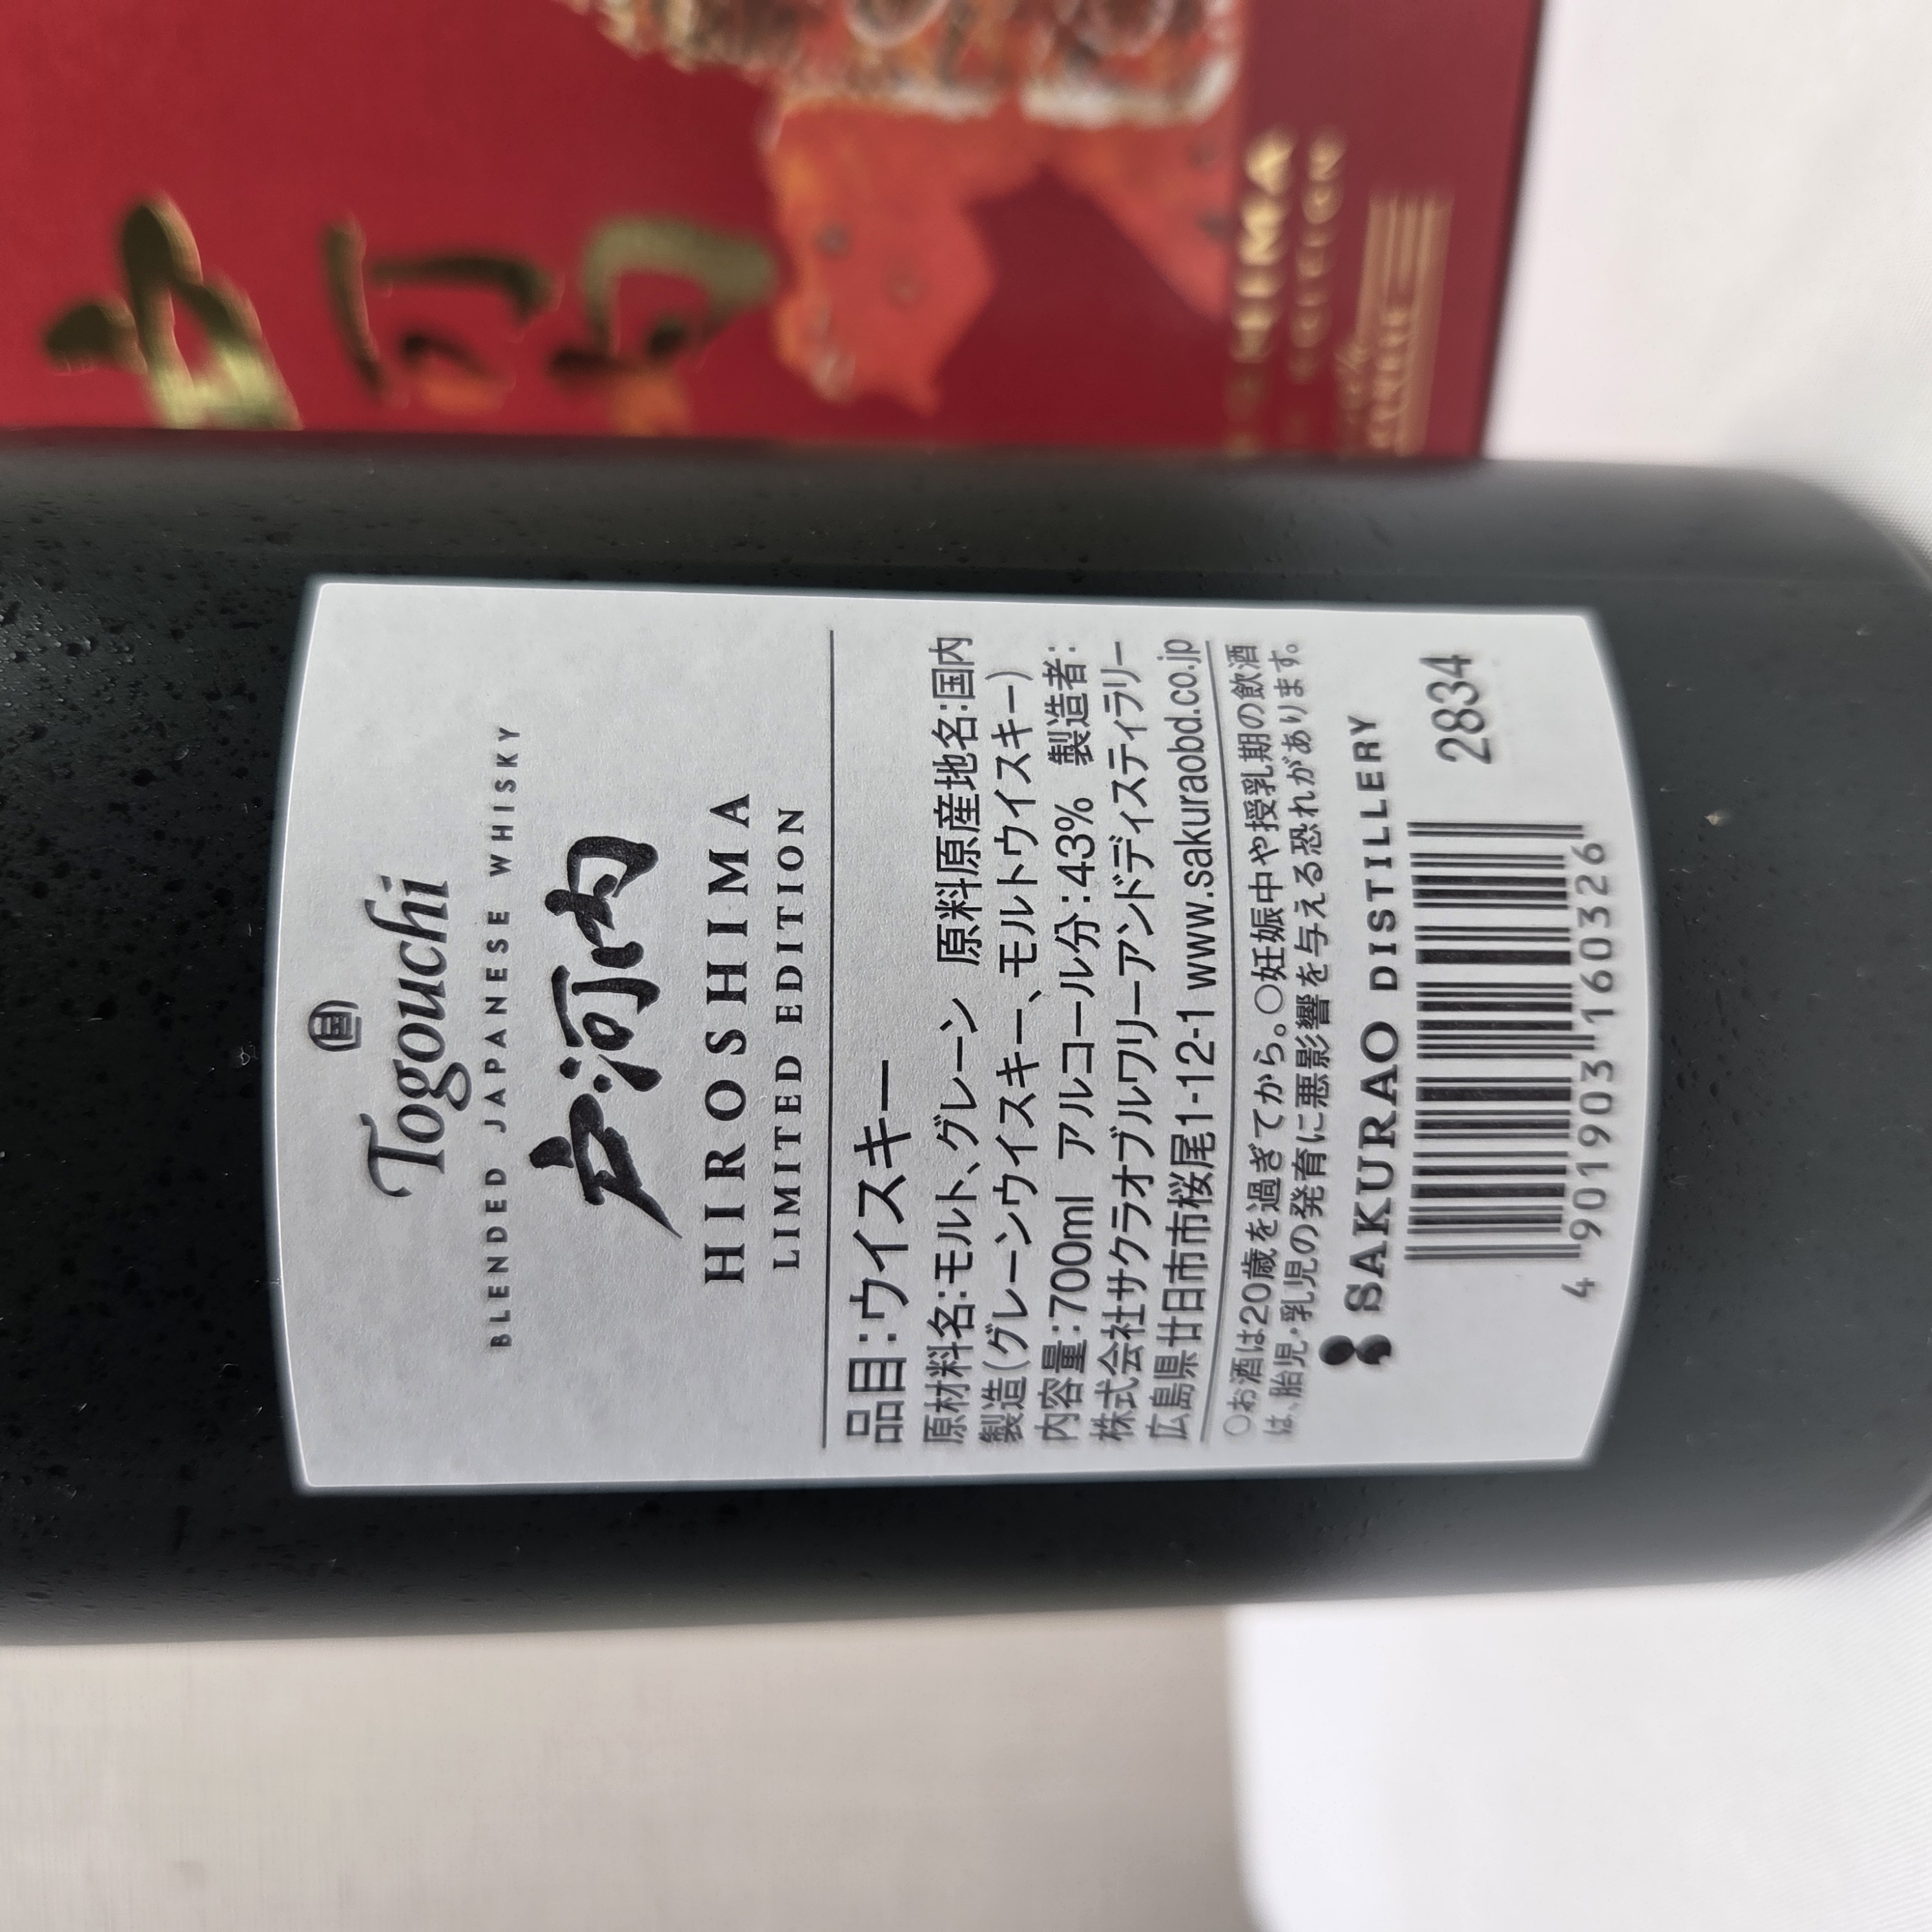 Togouchi
BLENDED JAPANESE WHISKY
戸河内
HIROSHIMA
LIMITED EDITION
品目:ウイスキー
原材料名:モルト、グレーン 原料原産地名:国内
製造(グレーンウイスキー、モルトウイスキー)
内容量:700ml アルコール分:43% 製造者:
株式会社サクラオブルワリーアンドディスティラリー
広島県廿日市市桜尾1-12-1 www.sakuraobd.co.jp
○お酒は20歳を過ぎてから。○妊娠中や授乳期の飲酒
は、胎児・乳児の発育に悪影響を与える恐れがあります。
SAKURAO DISTILLERY
2834
4 901903 160326